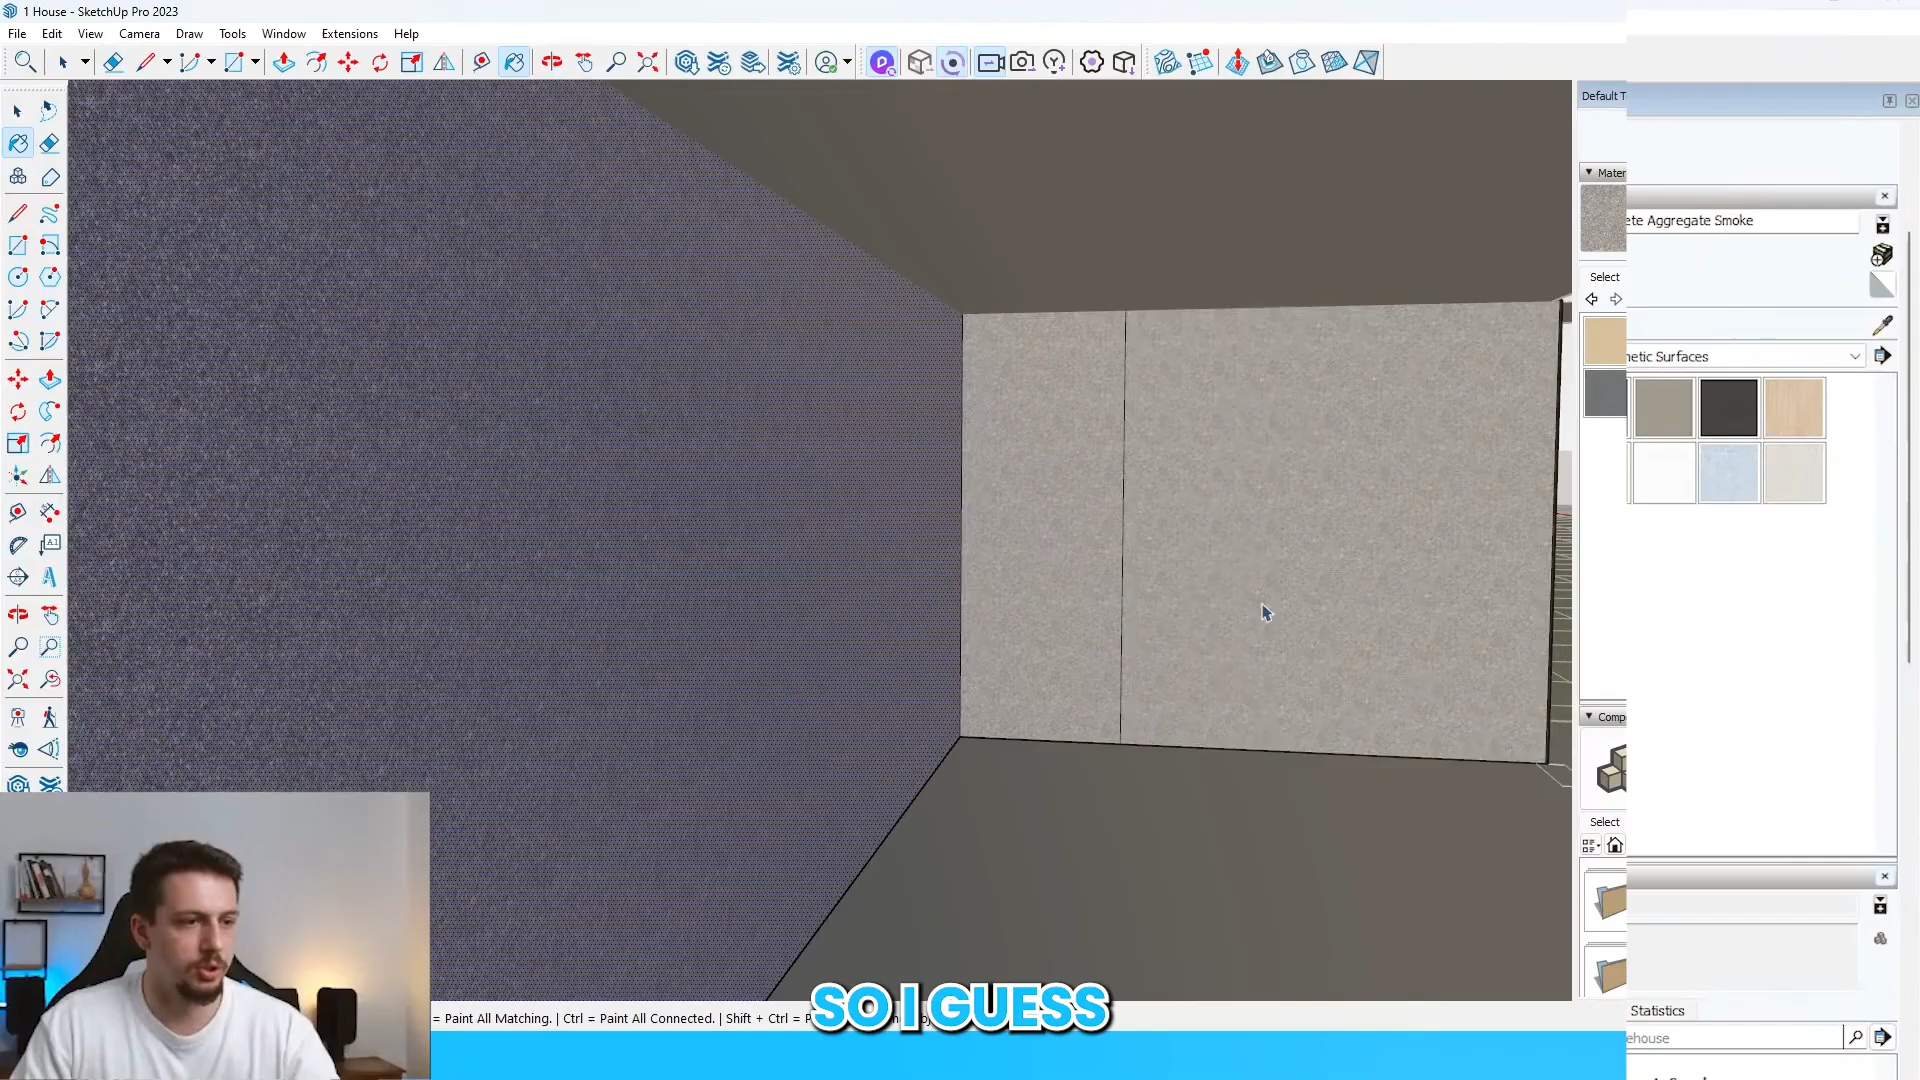 1 House - SketchUp Pro 2023
File Edit View Camera Draw Tools Window Extensions Help
Default T
Mater
ete Aggregate Smoke
Select
netic Surfaces
Comp
Select
Statistics
ehouse
= Paint All Matching. | Ctrl = Paint All Connected. | Shift + Ctrl = P
SO I GUESS